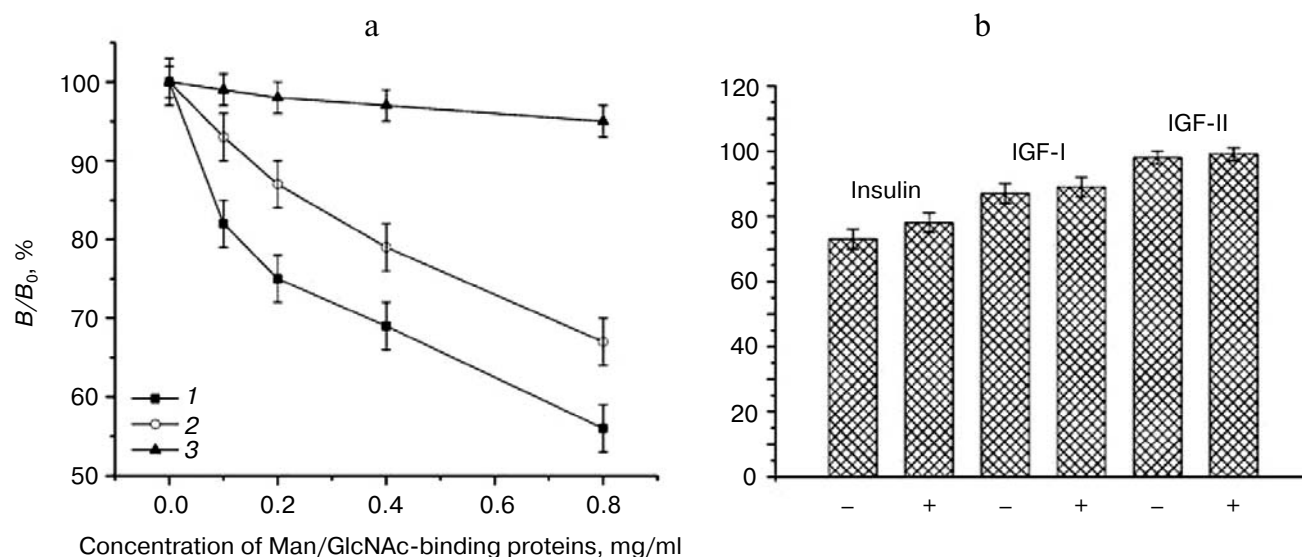 a
B/B0, %
100
90
80
70
60
50
1
2
3
0.0 0.2 0.4 0.6 0.8
Concentration of Man/GlcNAc-binding proteins, mg/ml
b
120
100
80
60
40
20
0
Insulin
IGF-I
IGF-II
– + – + – +